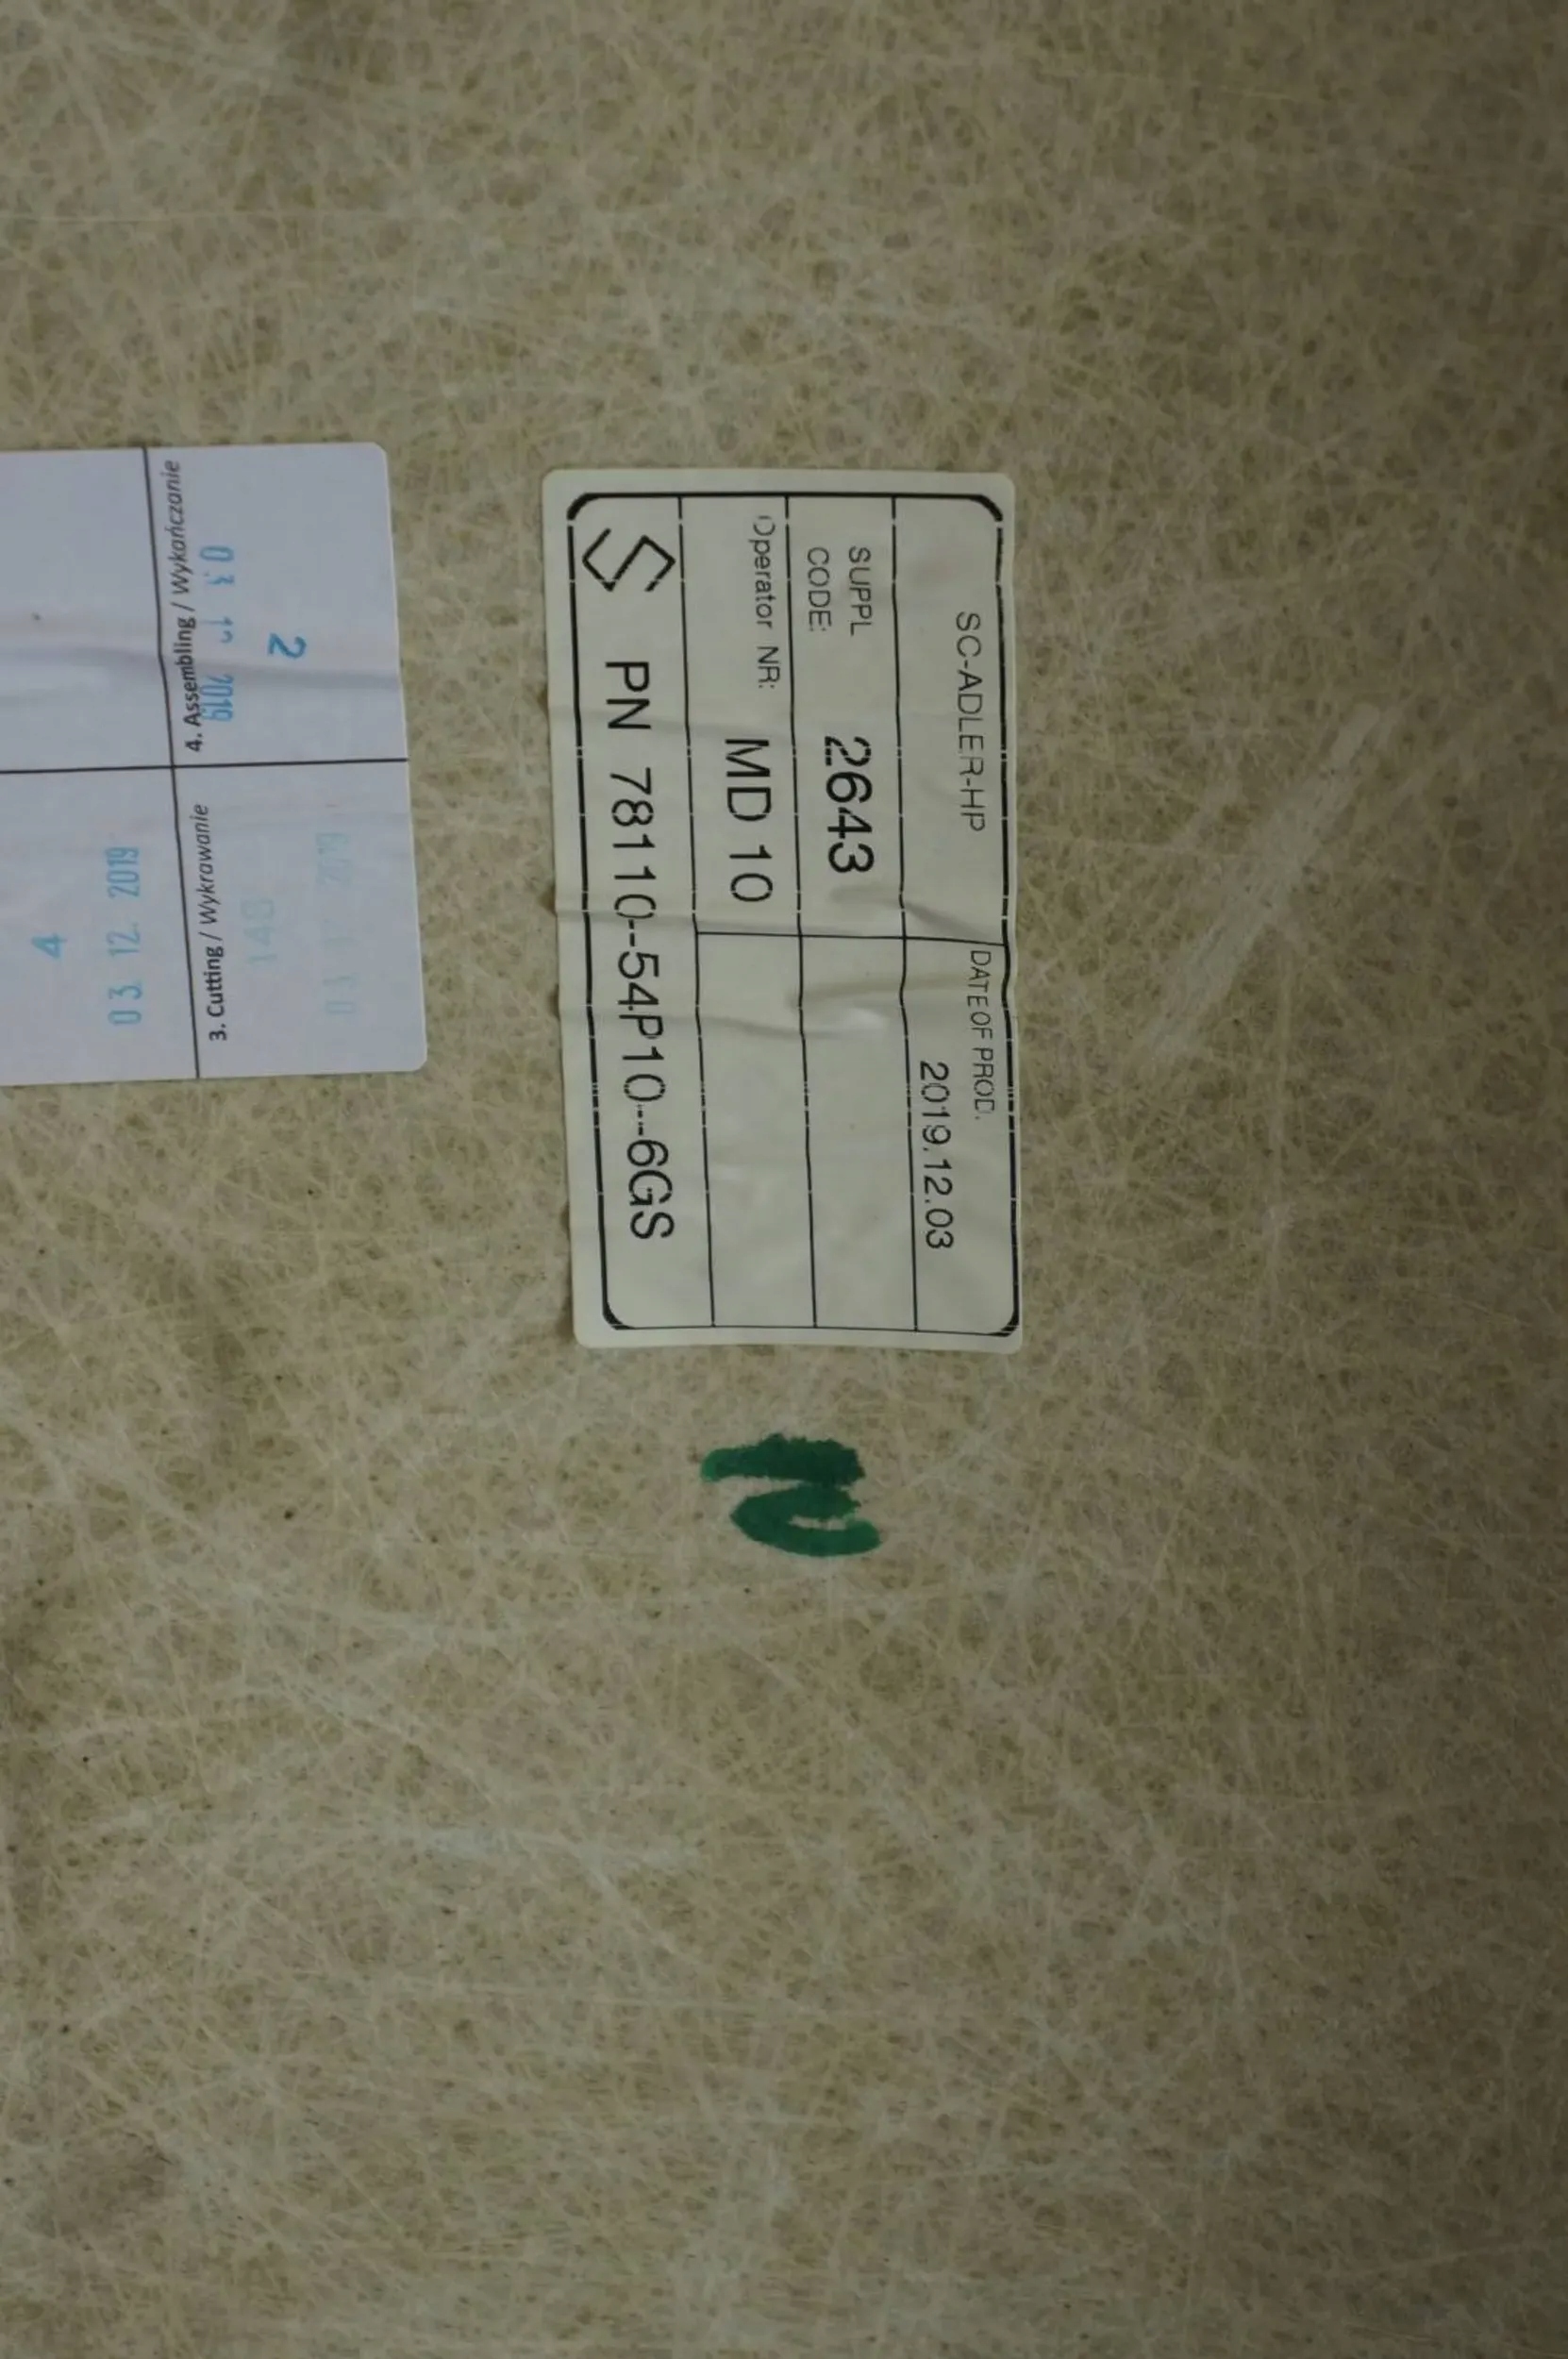 SC-ADLER-HP
DATE OF PROD.
2019.12.03
SUPPL
CODE: 2643
Operator NR: MD 10
PN 78110--54P10---6GS
4
03. 12. 2019
3. Cutting / Wykrawanie
4. Assembling / Wykańczanie
2019
2